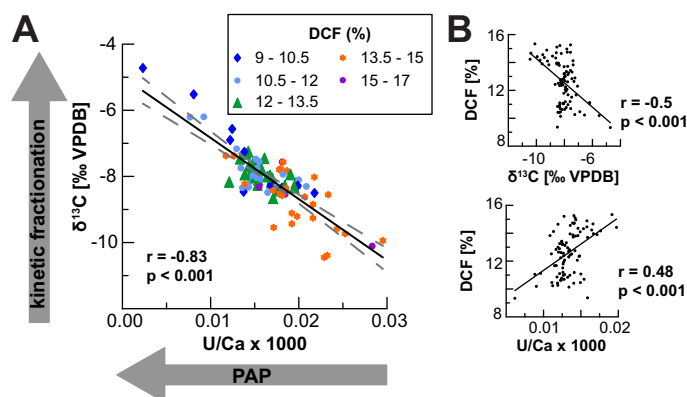 A
kinetic fractionation
δ¹³C [‰ VPDB]
-4
-6
-8
-10
DCF (%)
9 - 10.5
10.5 - 12
12 - 13.5
13.5 - 15
15 - 17
r = -0.83
p < 0.001
0.00
0.01
0.02
0.03
U/Ca x 1000
PAP
B
DCF [%]
16
12
8
r = -0.5
p < 0.001
-10
-6
δ¹³C [‰ VPDB]
DCF [%]
16
12
8
r = 0.48
p < 0.001
0.01
0.02
U/Ca x 1000